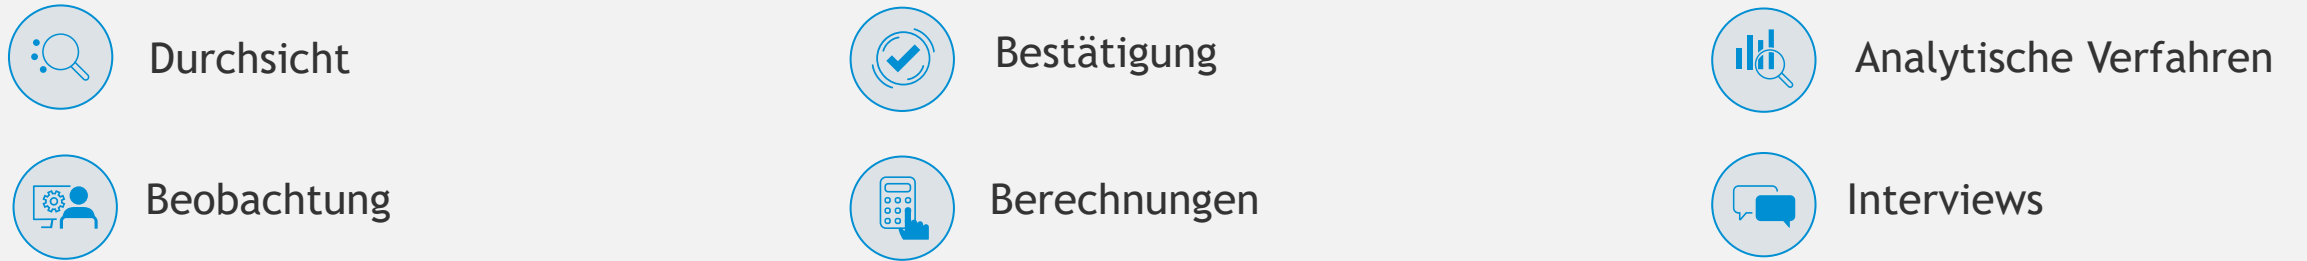 Durchsicht
Bestätigung
Analytische Verfahren
Beobachtung
Berechnungen
Interviews